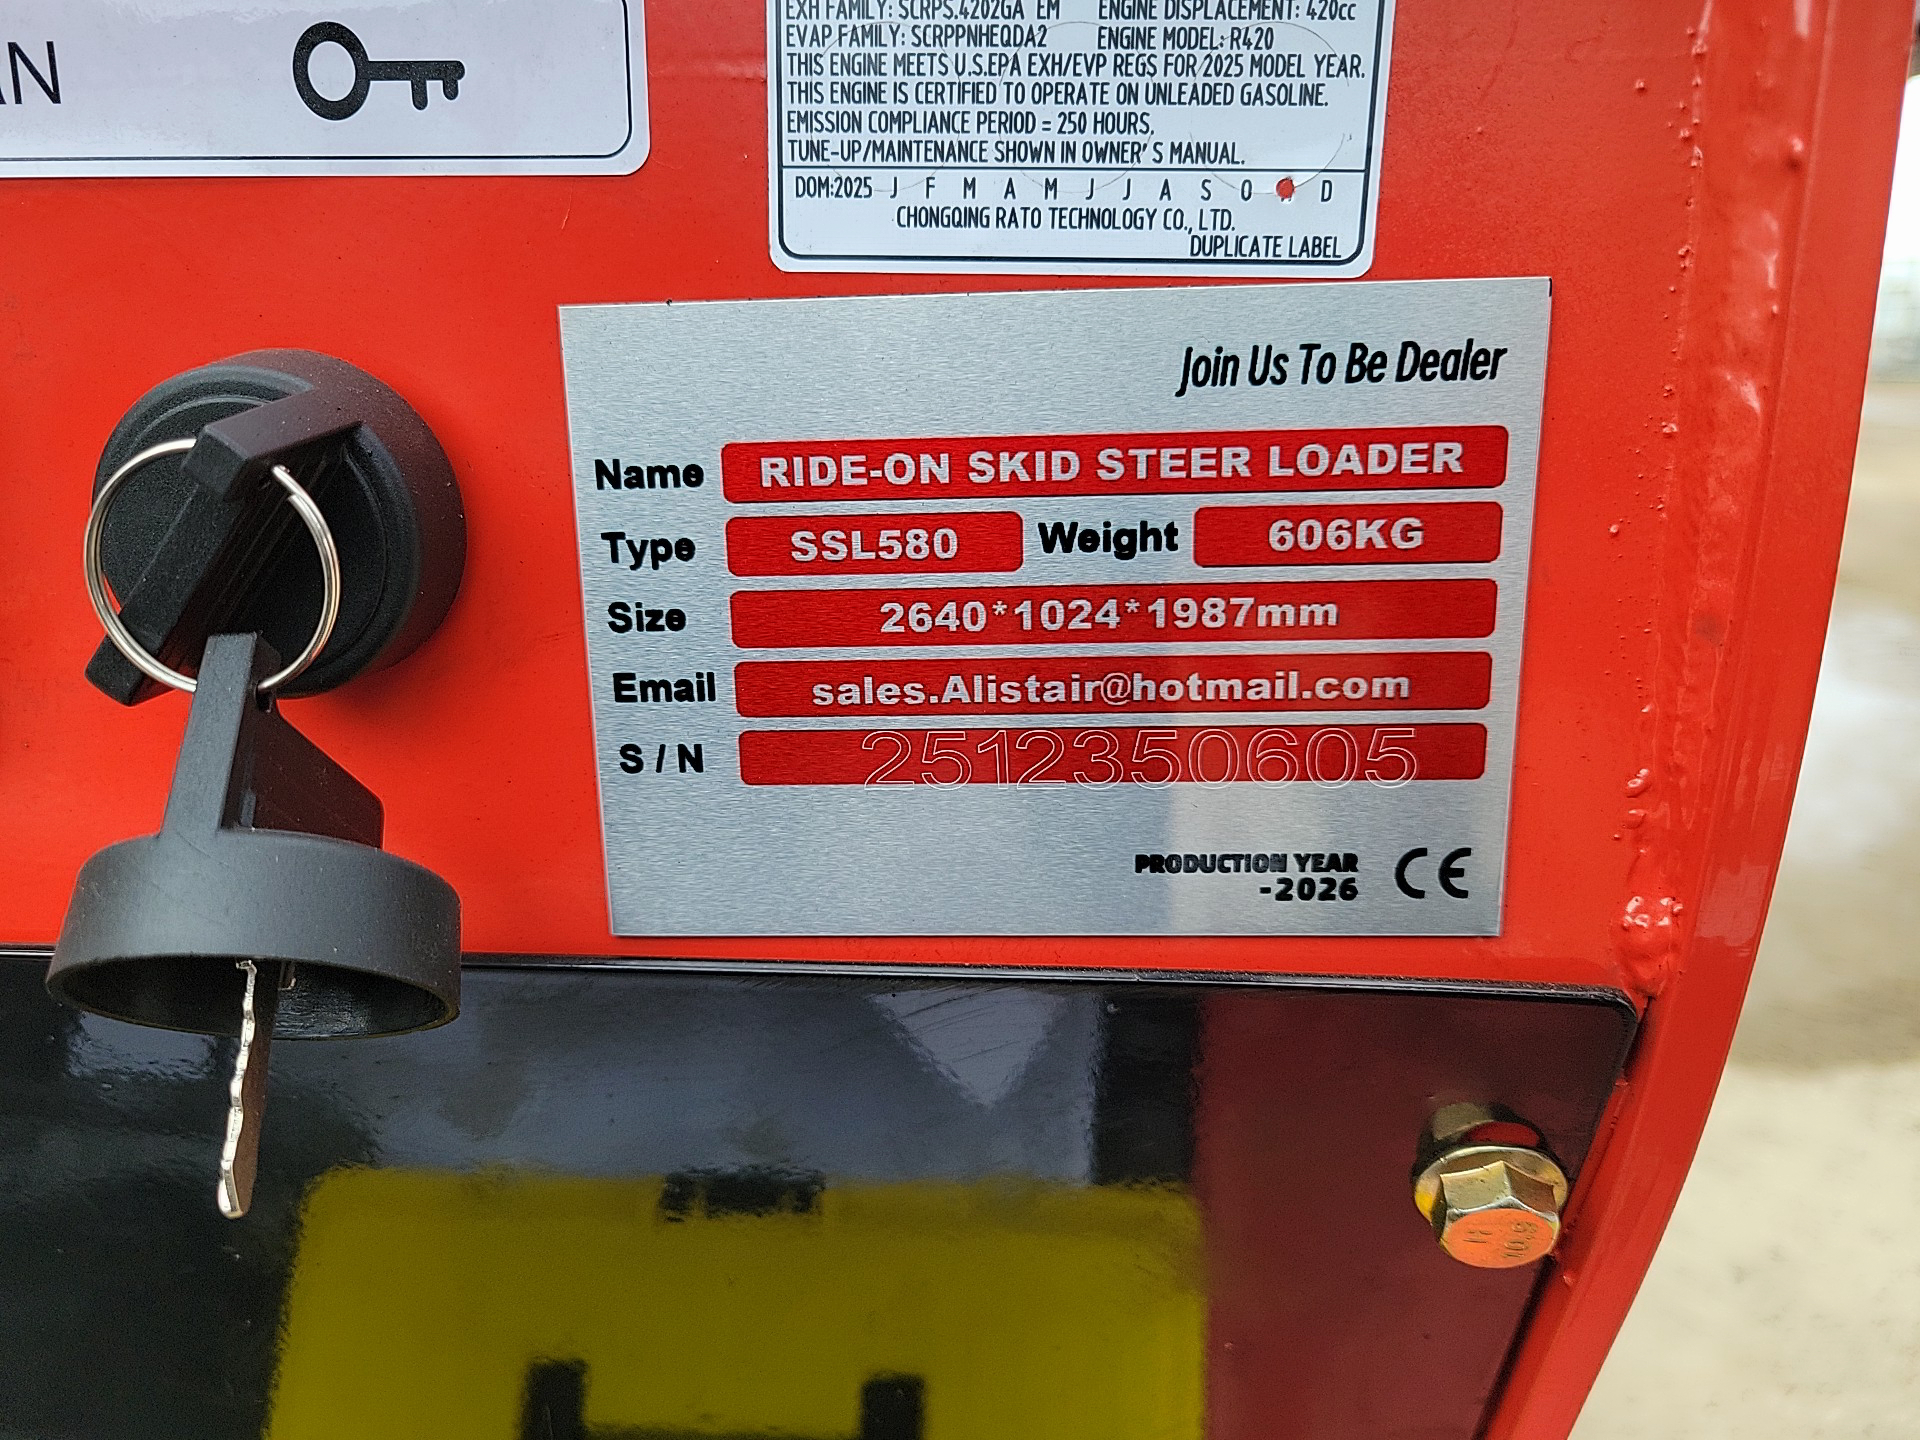 AN
EXH FAMILY: SCRPS.4202GA EM ENGINE DISPLACEMENT: 420cc
EVAP FAMILY: SCRPPNHEQDA2 ENGINE MODEL: R420
THIS ENGINE MEETS U.S.EPA EXH/EVP REGS FOR 2025 MODEL YEAR.
THIS ENGINE IS CERTIFIED TO OPERATE ON UNLEADED GASOLINE.
EMISSION COMPLIANCE PERIOD = 250 HOURS.
TUNE-UP/MAINTENANCE SHOWN IN OWNER'S MANUAL.
DOM:2025 J F M A M J J A S O D
CHONGQING RATO TECHNOLOGY CO., LTD.
DUPLICATE LABEL
Join Us To Be Dealer
Name RIDE-ON SKID STEER LOADER
Type SSL580 Weight 606KG
Size 2640*1024*1987mm
Email sales.Alistair@hotmail.com
S / N 2512350605
PRODUCTION YEAR
-2026 CE
10.9